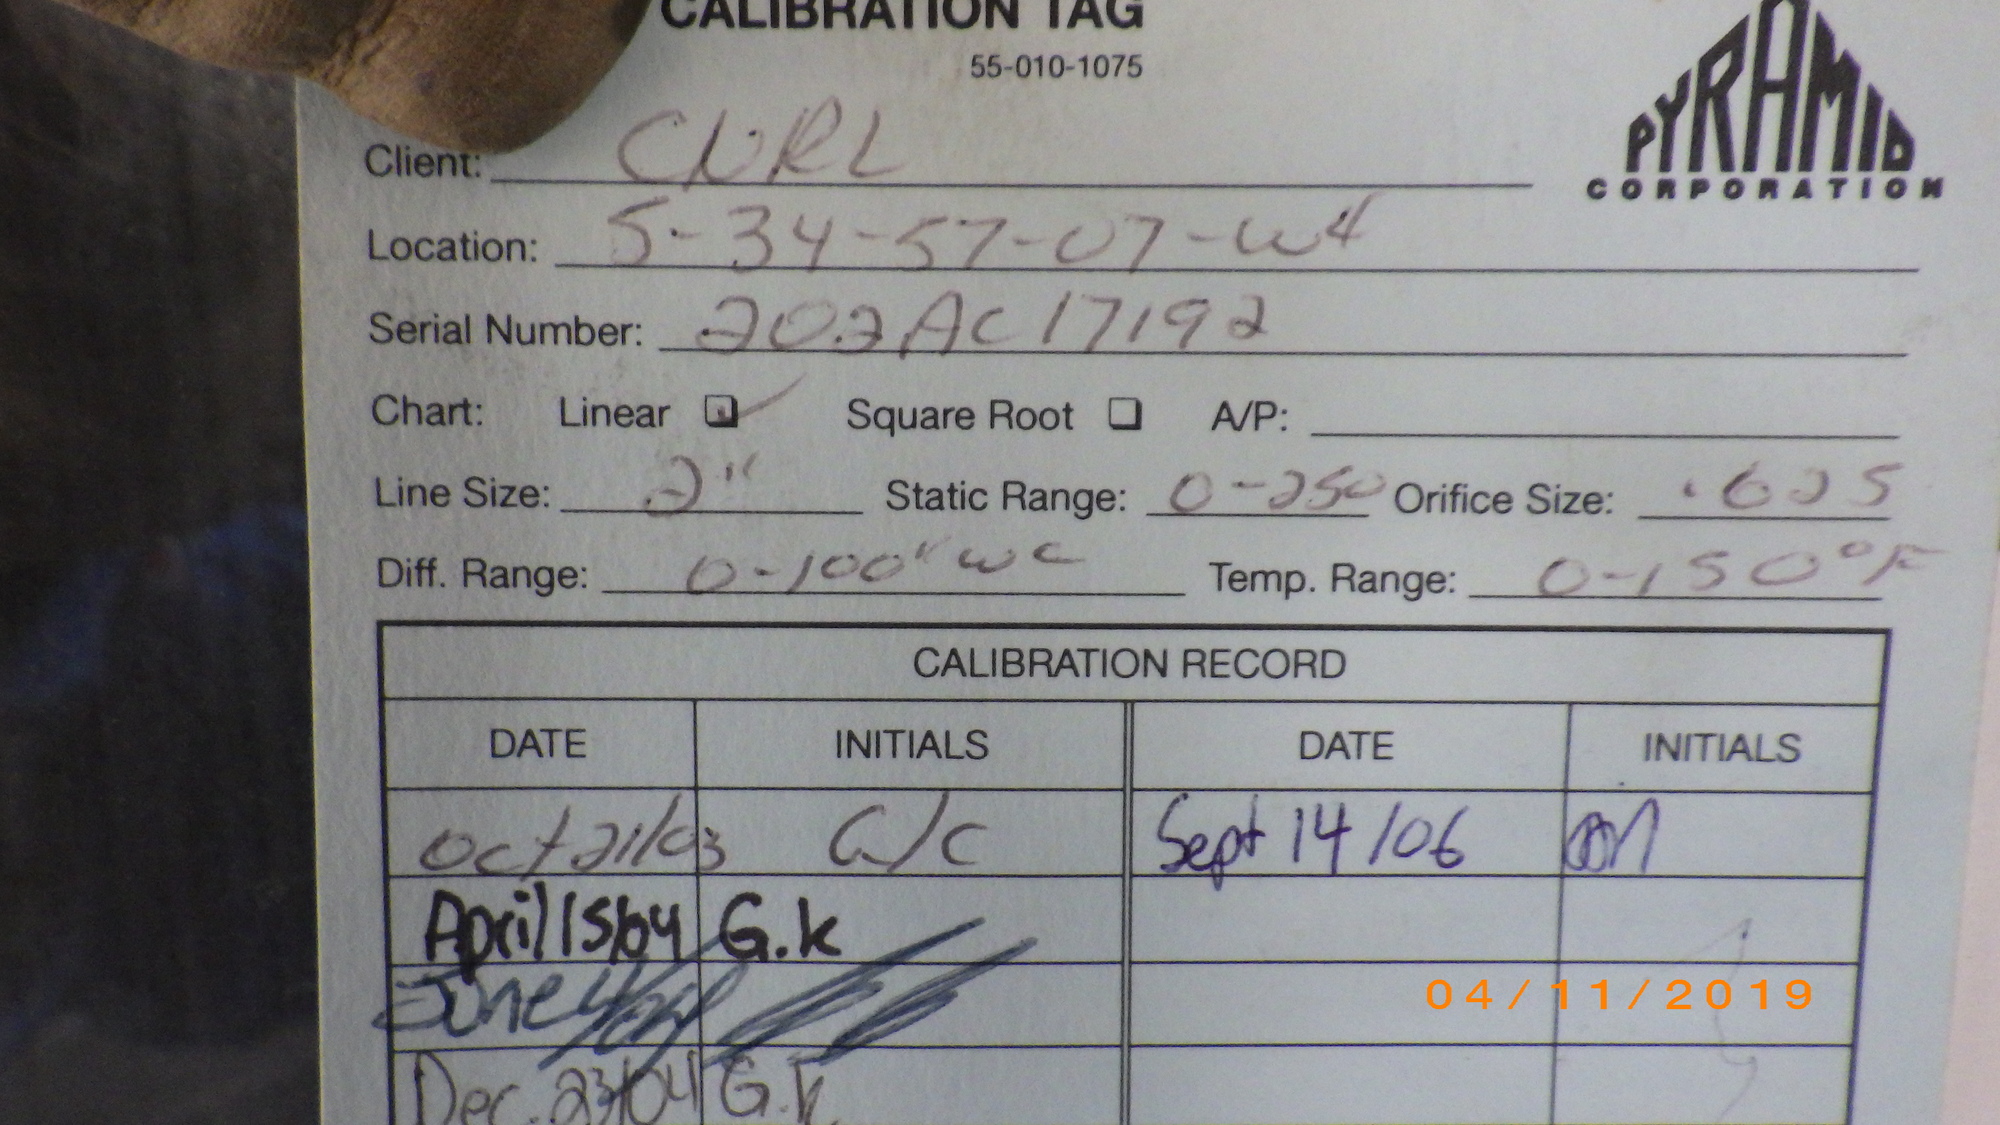 CALIBRATION TAG
55-010-1075
PYRAMID
CORPORATION
Client: CNRL
Location: 5-34-57-07-W4
Serial Number: 202AC17192
Chart: Linear Square Root A/P:
Line Size: 2" Static Range: 0-250 Orifice Size: .625
Diff. Range: 0-100"WC Temp. Range: 0-150°F
CALIBRATION RECORD
DATE INITIALS DATE INITIALS
Oct 21/03 Sept 14/06
April 15/04 G.K
June
04/11/2019
Dec. 23/04 G.K